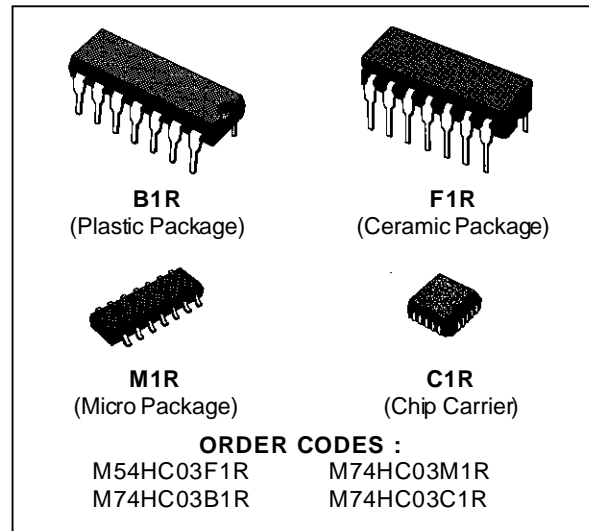 B1R
(Plastic Package)
F1R
(Ceramic Package)
M1R
(Micro Package)
C1R
(Chip Carrier)
ORDER CODES :
M54HC03F1R M74HC03M1R
M74HC03B1R M74HC03C1R